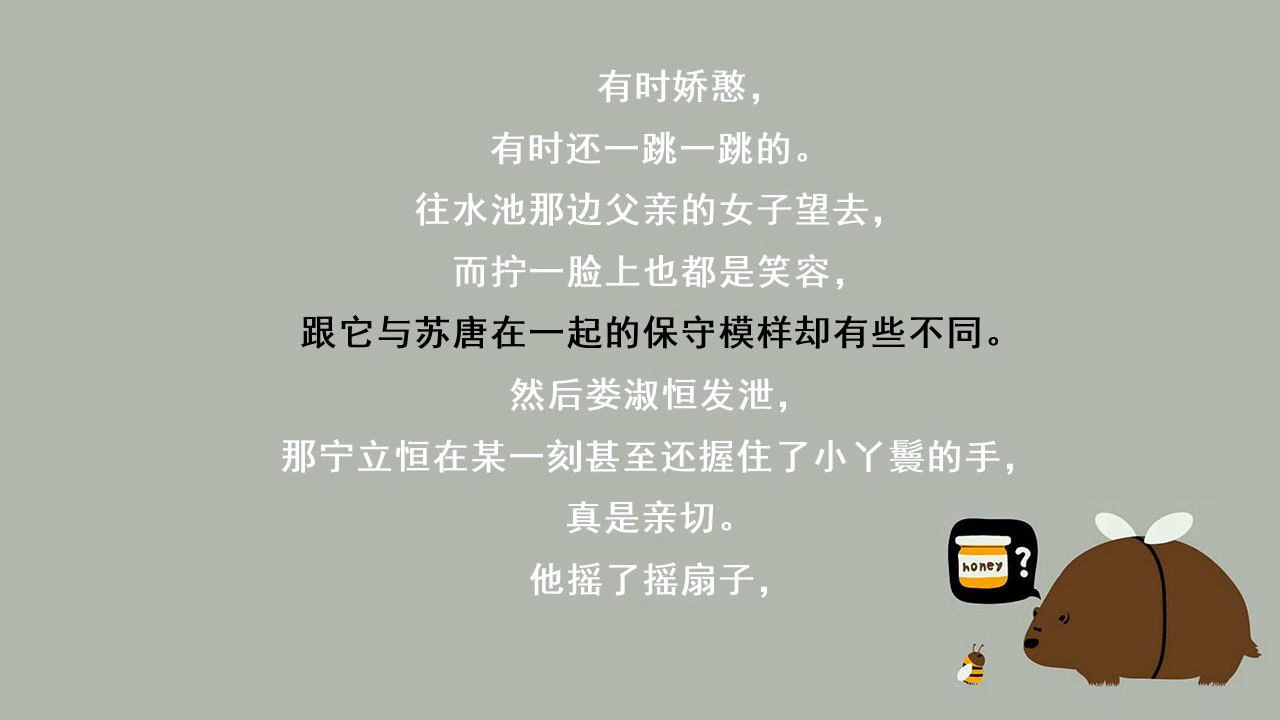 有时娇憨，
有时还一跳一跳的。
往水池那边父亲的女子望去，
而拧一脸上也都是笑容，
跟它与苏唐在一起的保守模样却有些不同。
然后娄淑恒发泄，
那宁立恒在某一刻甚至还握住了小丫鬟的手，
真是亲切。
他摇了摇扇子，
honey
?